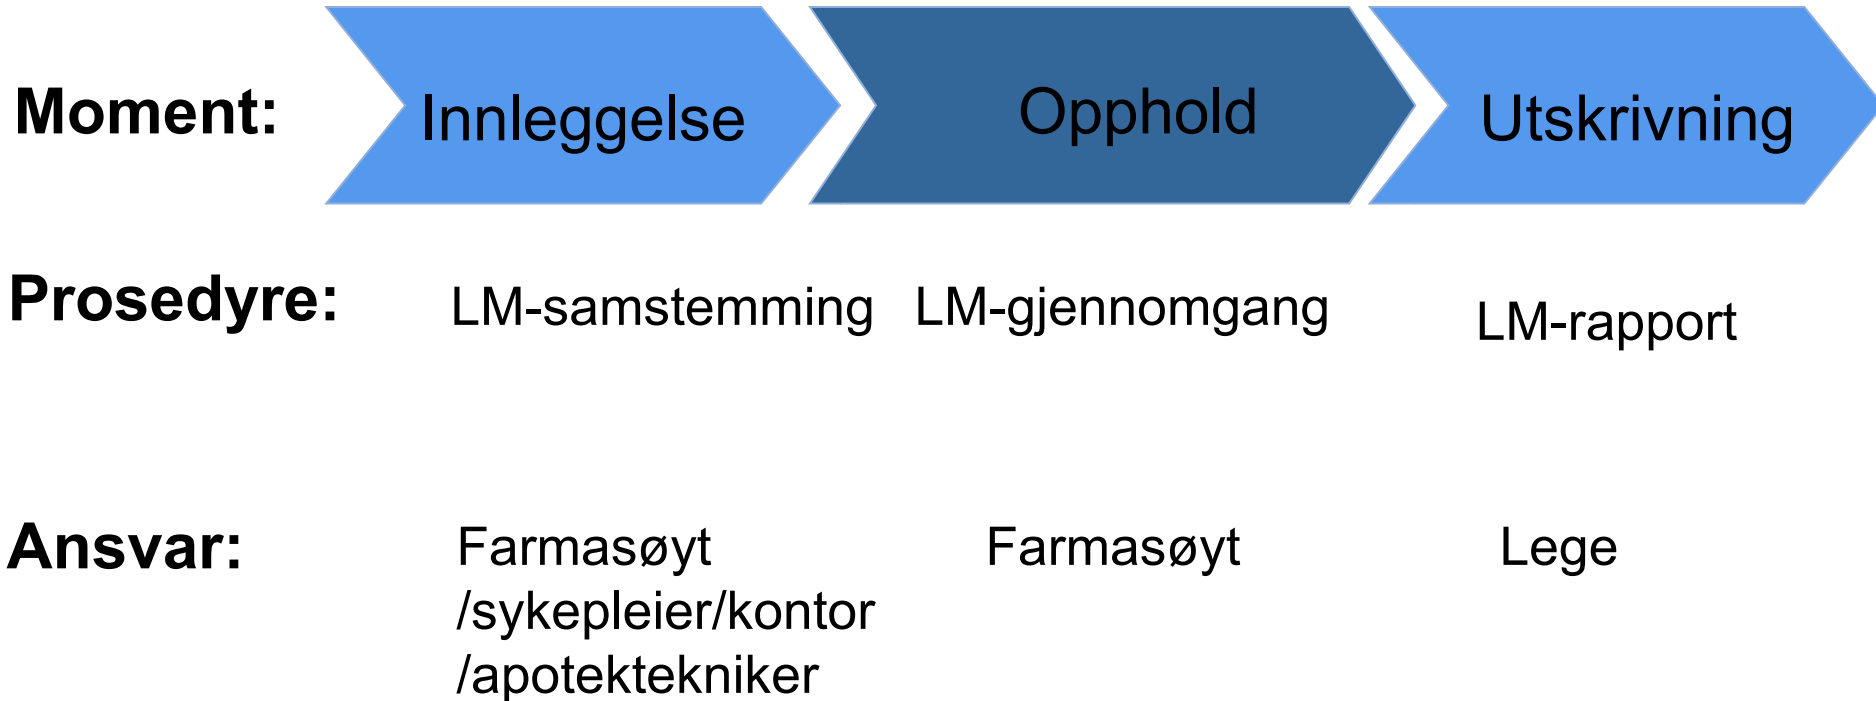 Moment:
Innleggelse
Opphold
Utskrivning
Prosedyre:
LM-samstemming
LM-gjennomgang
LM-rapport
Ansvar:
Farmasøyt
/sykepleier/kontor
/apotektekniker
Farmasøyt
Lege